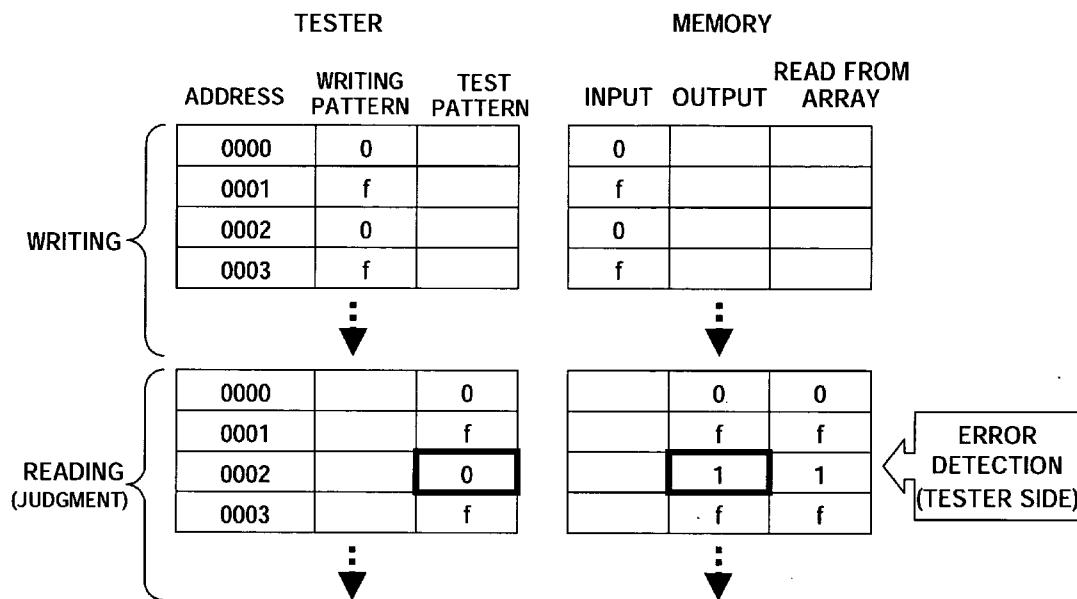 TESTER MEMORY
ADDRESS WRITING PATTERN TEST PATTERN INPUT OUTPUT READ FROM ARRAY
WRITING
0000 0 0
0001 f f
0002 0 0
0003 f f
READING
(JUDGMENT)
0000 0 0 0
0001 f f f
0002 0 1 1
0003 f f f
ERROR
DETECTION
(TESTER SIDE)